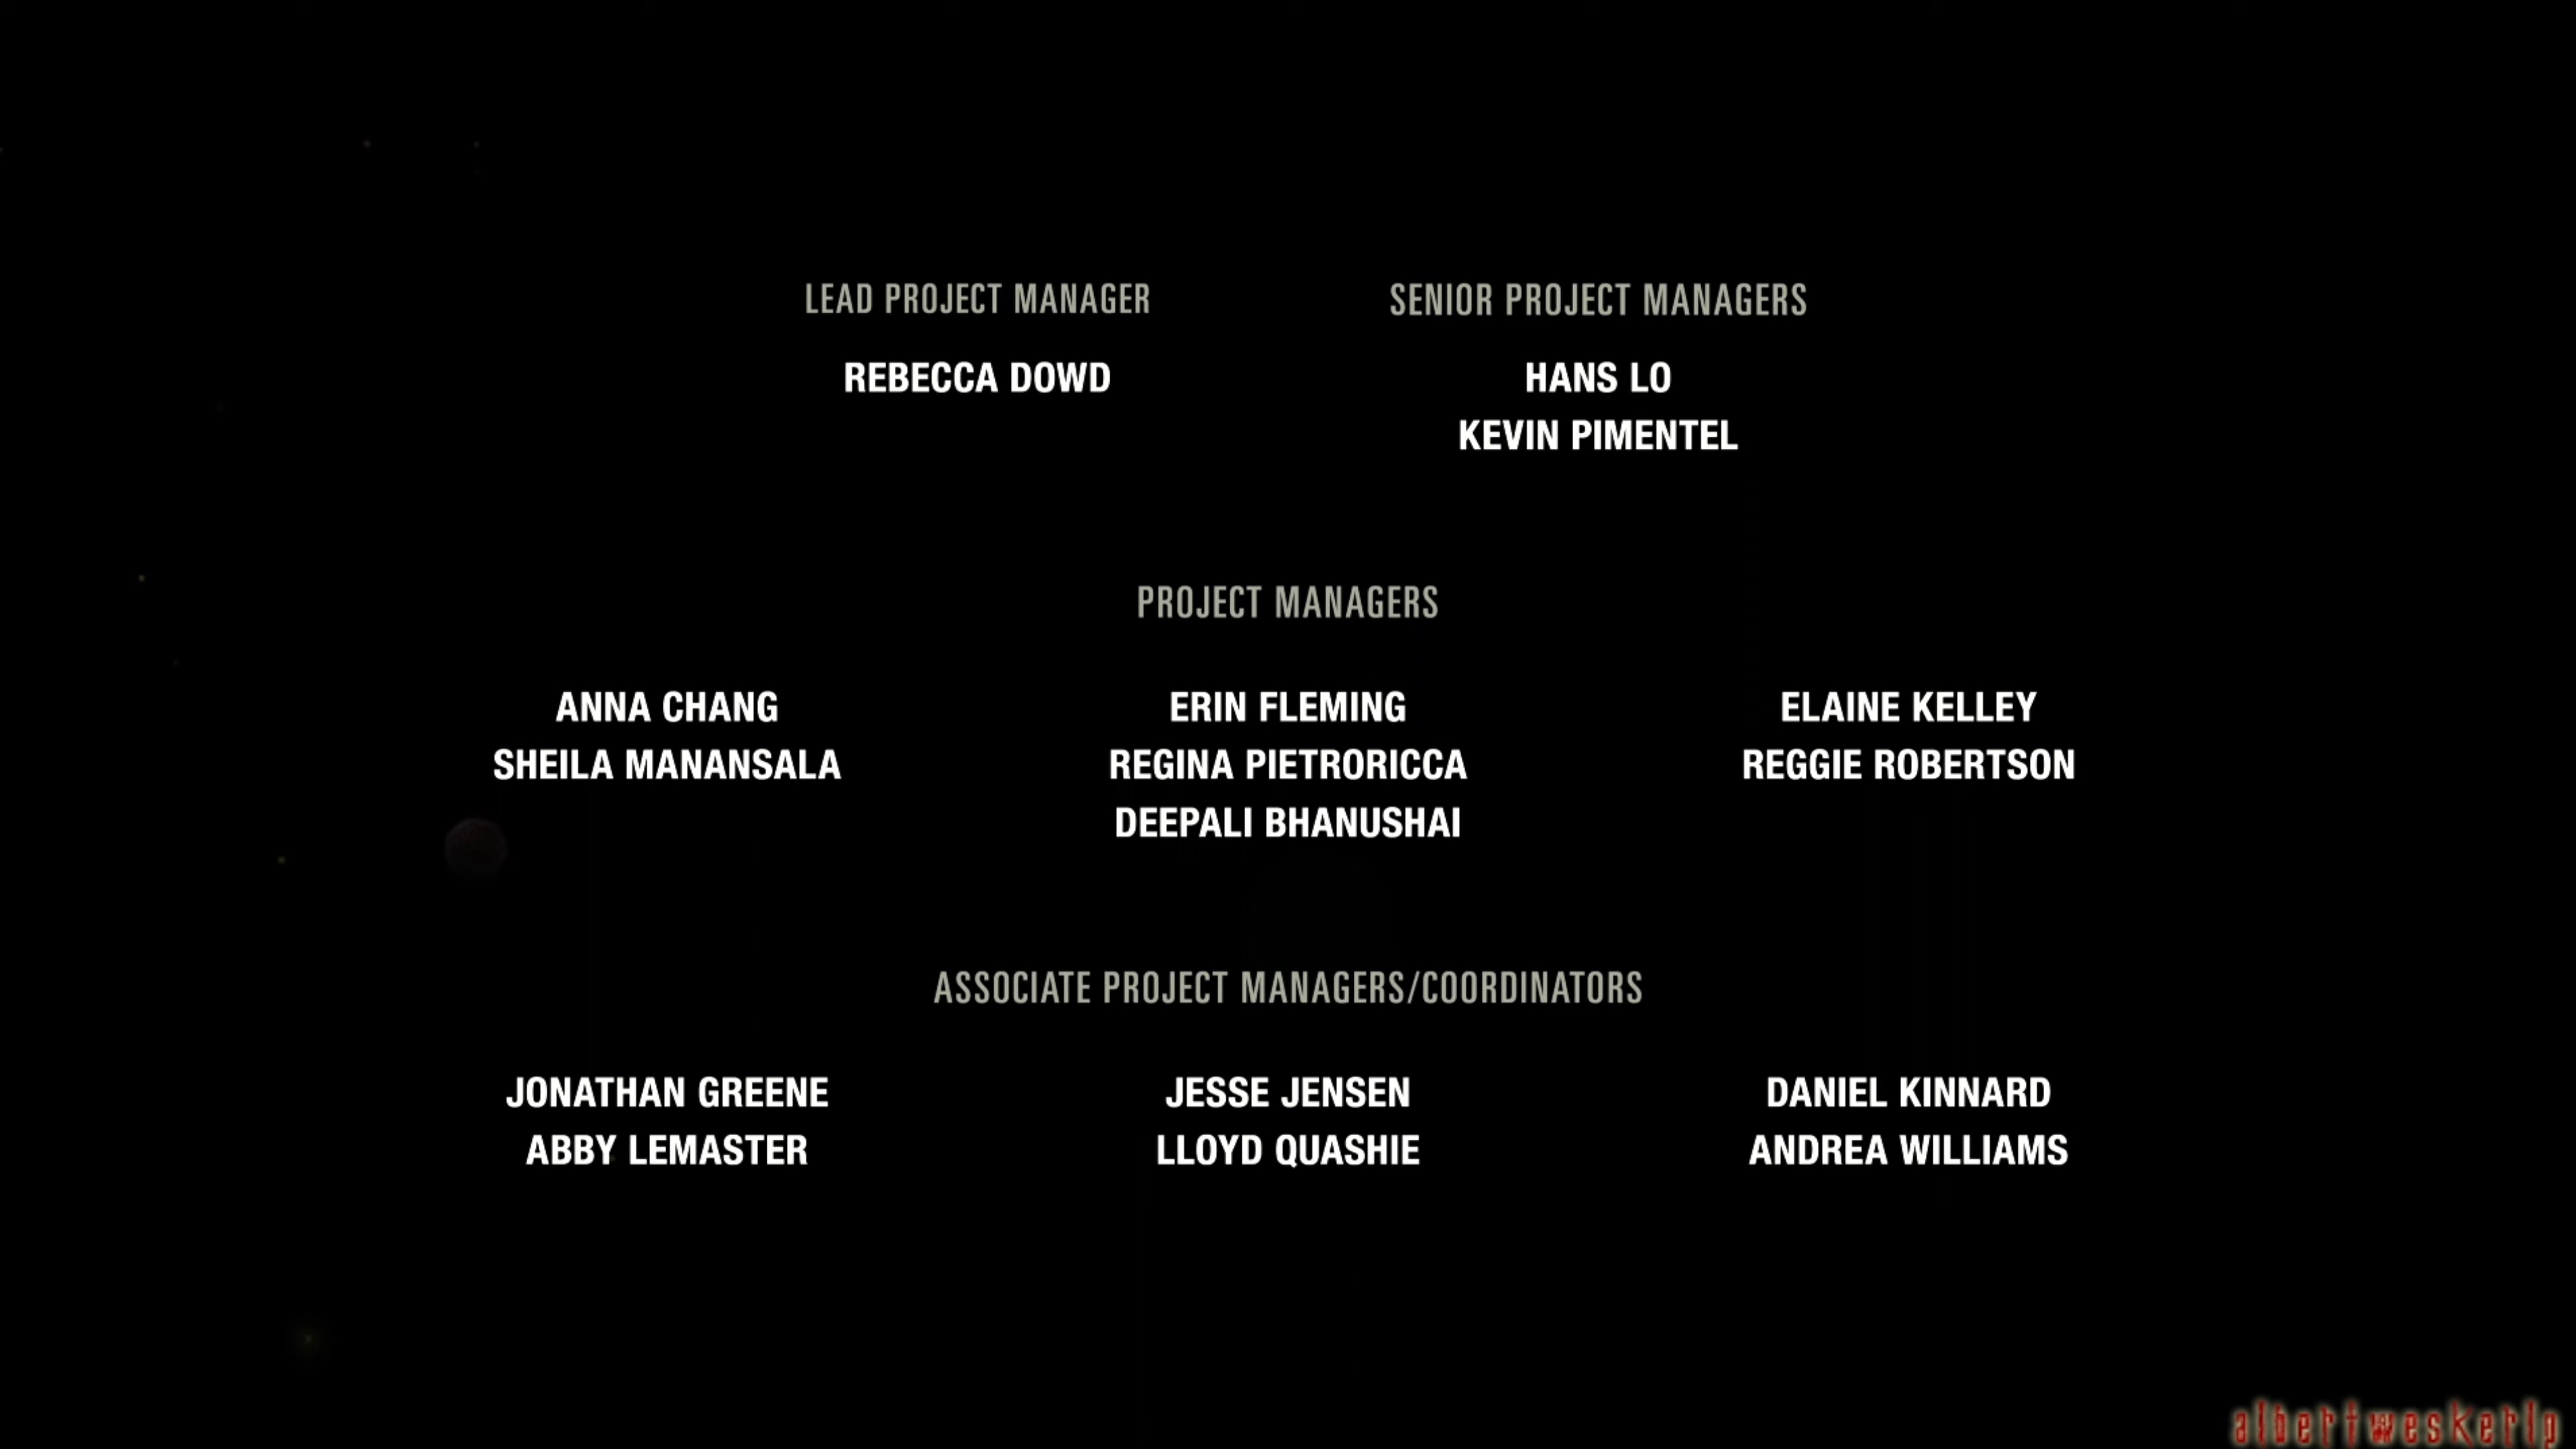 LEAD PROJECT MANAGER
REBECCA DOWD
SENIOR PROJECT MANAGERS
HANS LO
KEVIN PIMENTEL
PROJECT MANAGERS
ANNA CHANG
SHEILA MANANSALA
ERIN FLEMING
REGINA PIETRORICCA
DEEPALI BHANUSHAI
ELAINE KELLEY
REGGIE ROBERTSON
ASSOCIATE PROJECT MANAGERS/COORDINATORS
JONATHAN GREENE
ABBY LEMASTER
JESSE JENSEN
LLOYD QUASHIE
DANIEL KINNARD
ANDREA WILLIAMS
albertweskerlp